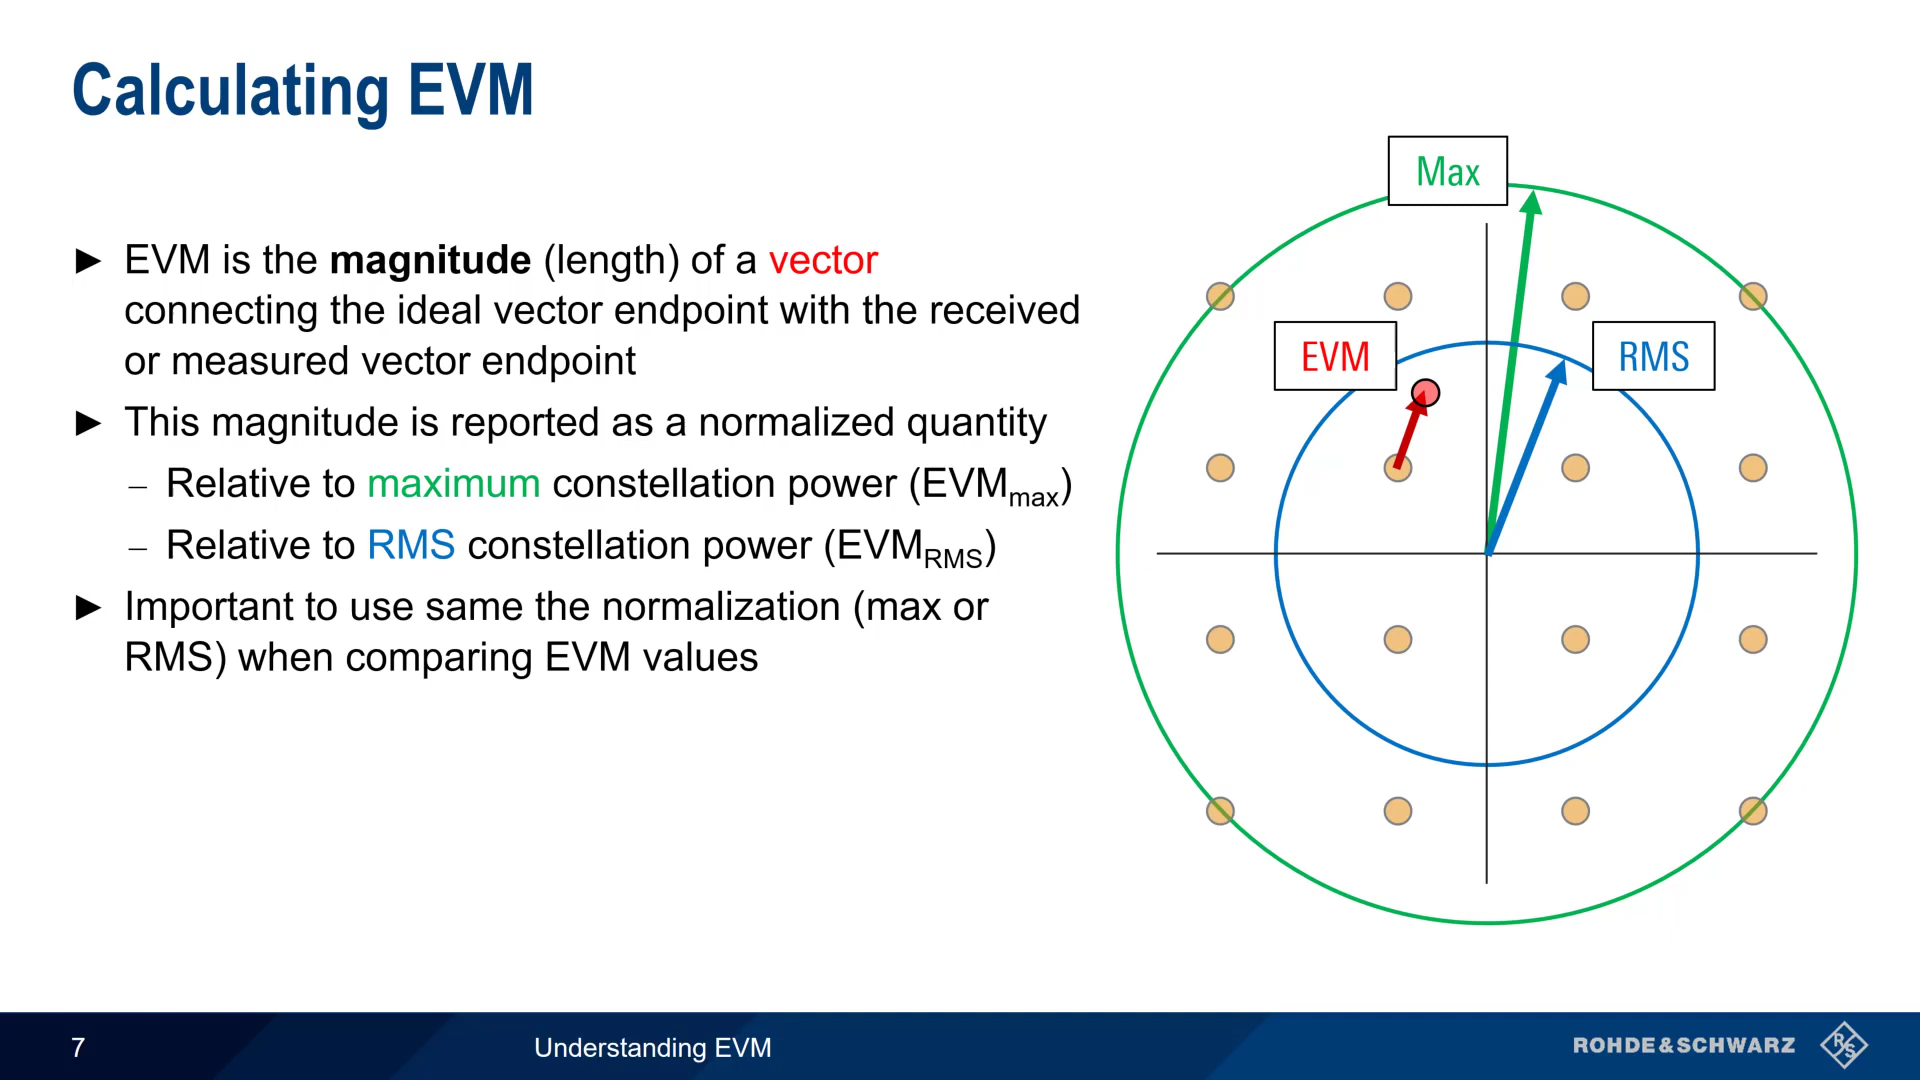 Calculating EVM
► EVM is the magnitude (length) of a vector
connecting the ideal vector endpoint with the received
or measured vector endpoint
► This magnitude is reported as a normalized quantity
– Relative to maximum constellation power (EVMmax)
– Relative to RMS constellation power (EVMRMS)
► Important to use same the normalization (max or
RMS) when comparing EVM values
Max
EVM
RMS
7
Understanding EVM
ROHDE&SCHWARZ
R&S